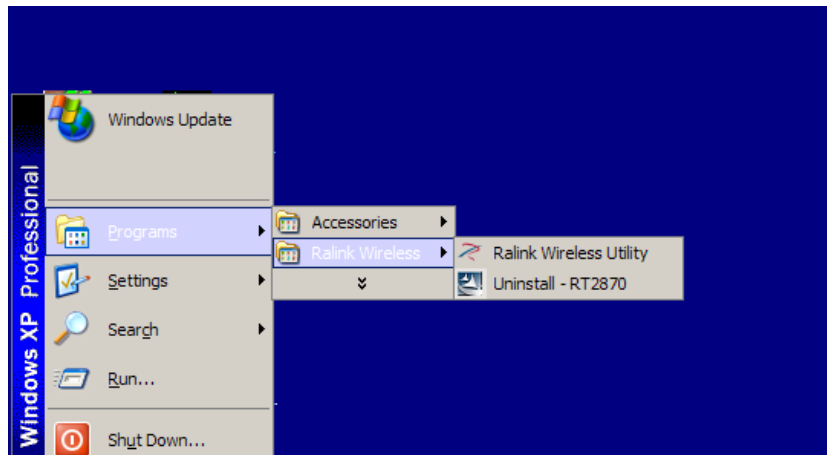 Windows XP Professional
Windows Update
Programs
Settings
Search
Run...
Shut Down...
Accessories
Ralink Wireless
Ralink Wireless Utility
Uninstall - RT2870